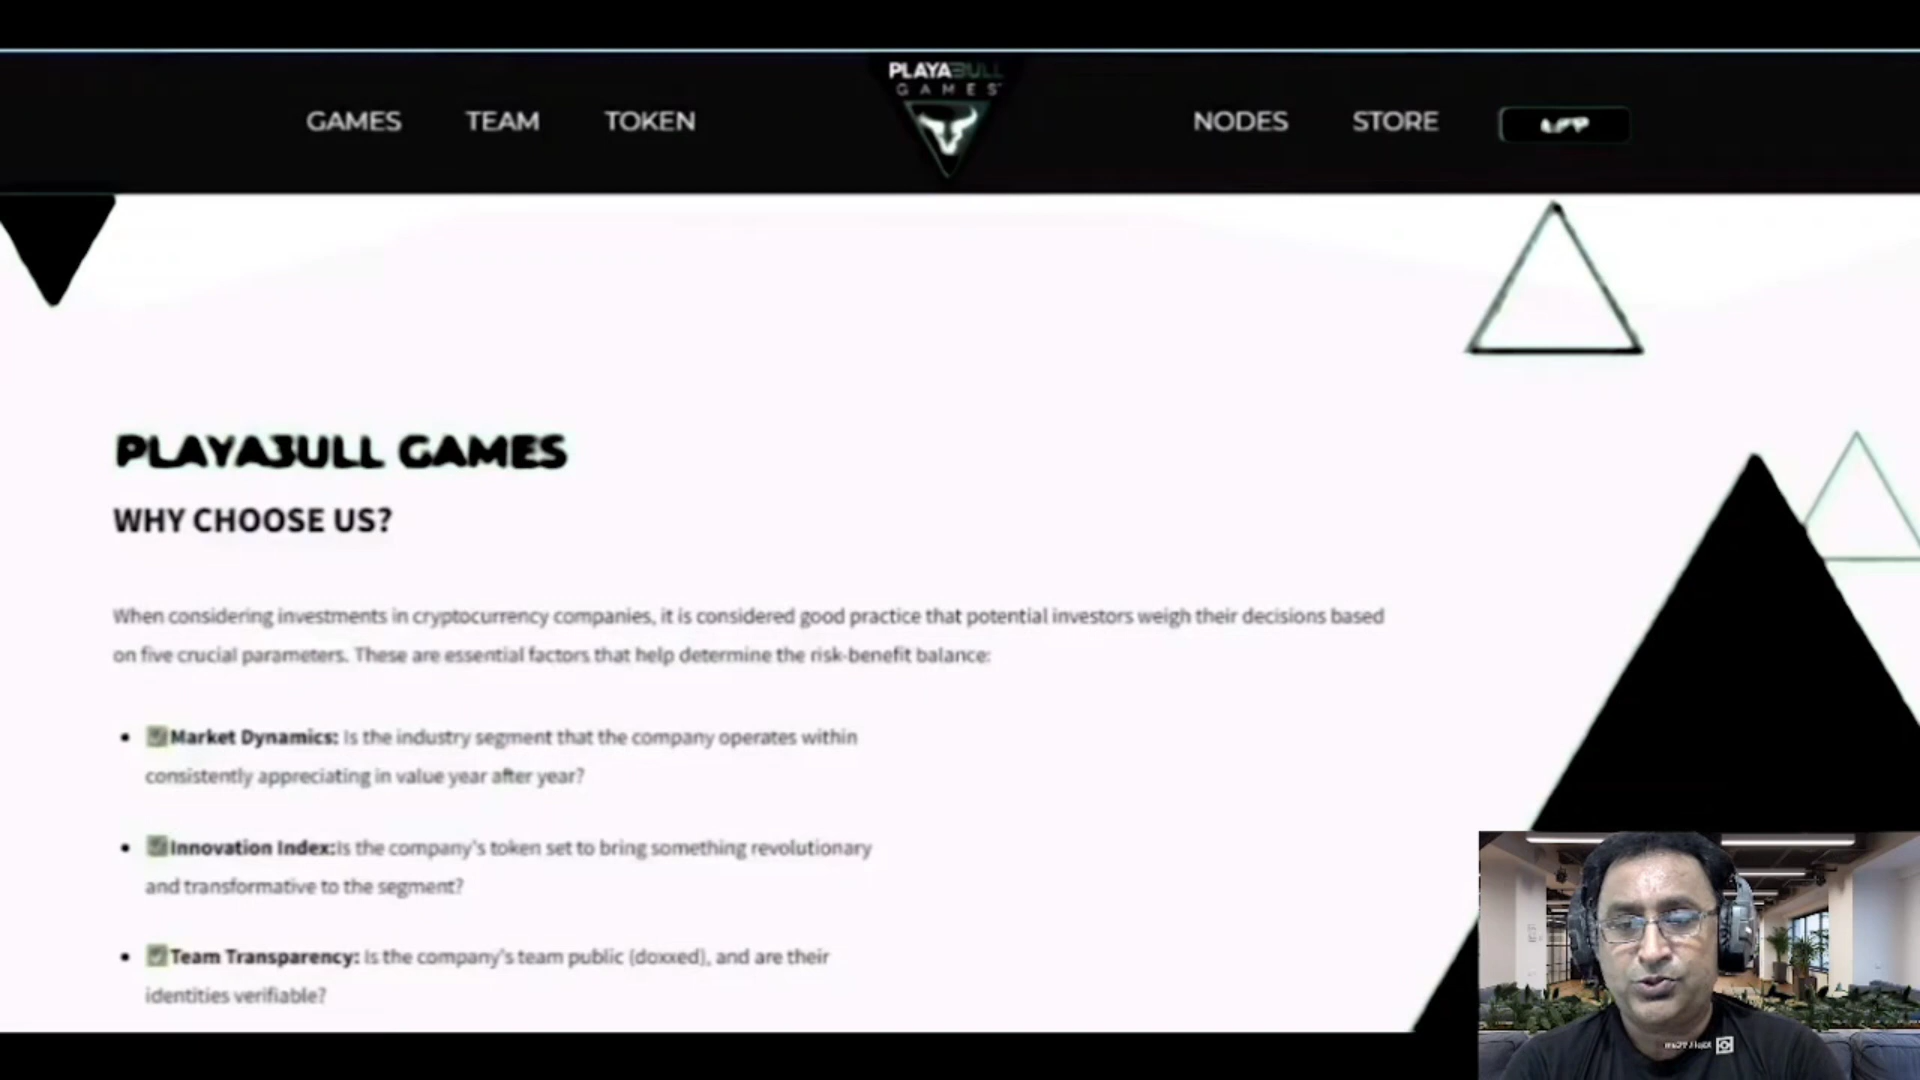 PLAYABULL
GAMES
GAMES TEAM TOKEN NODES STORE
PLAYABULL GAMES
WHY CHOOSE US?
When considering investments in cryptocurrency companies, it is considered good practice that potential investors weigh their decisions based
on five crucial parameters. These are essential factors that help determine the risk-benefit balance:
Market Dynamics: Is the industry segment that the company operates within
consistently appreciating in value year after year?
Innovation Index:Is the company's token set to bring something revolutionary
and transformative to the segment?
Team Transparency: Is the company's team public (doxxed), and are their
identities verifiable?